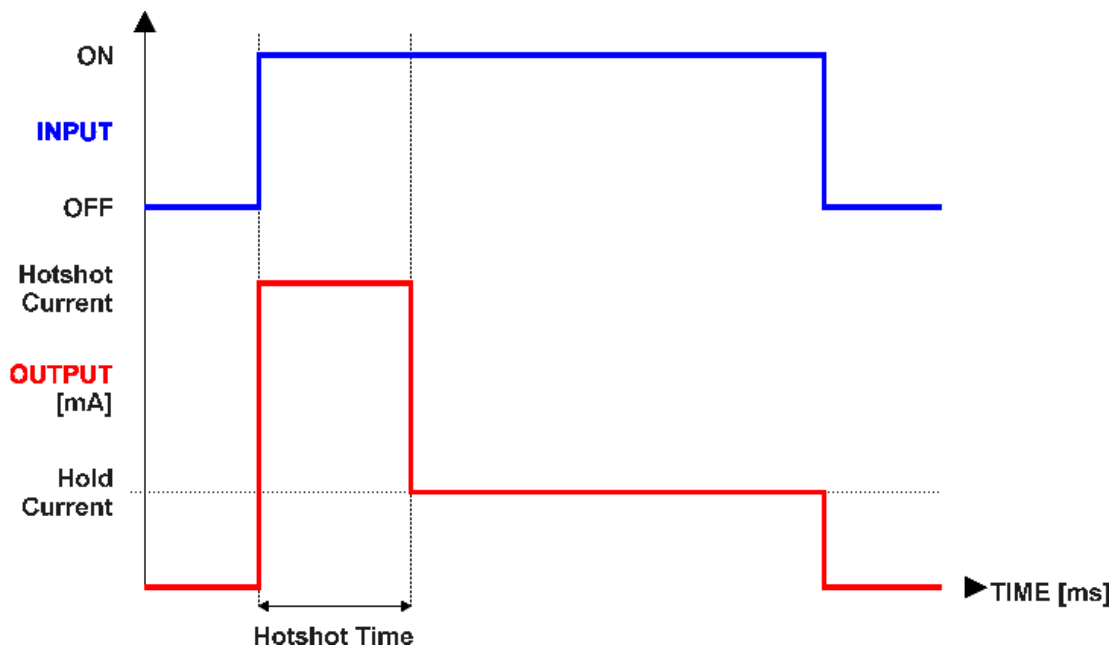 ON
INPUT
OFF
Hotshot
Current
OUTPUT
[mA]
Hold
Current
TIME [ms]
Hotshot Time